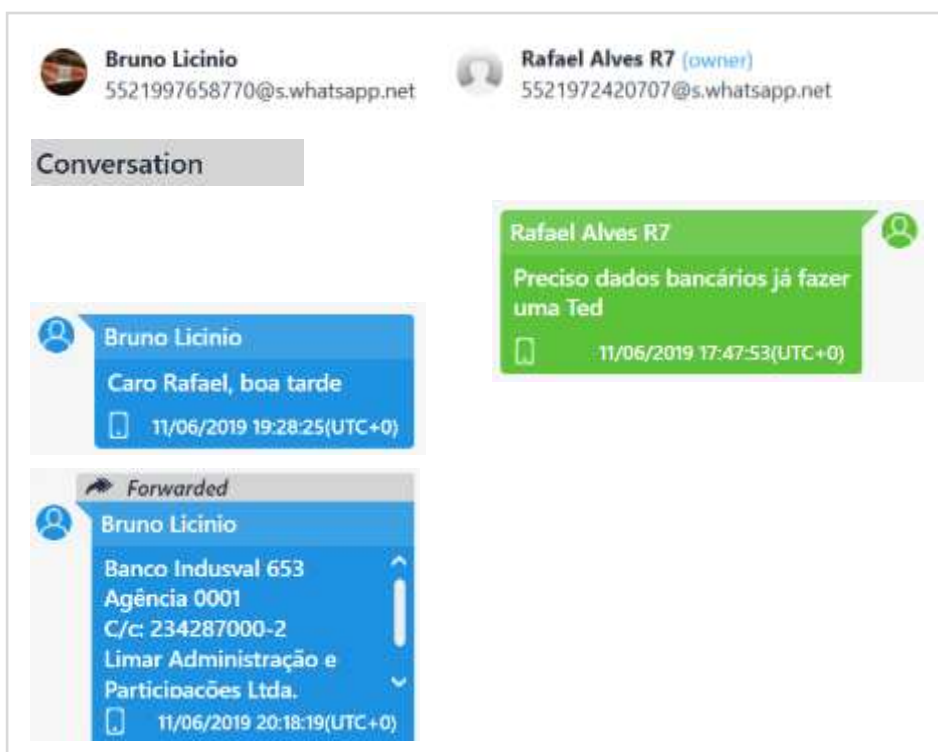 Bruno Licinio
5521997658770@s.whatsapp.net
Rafael Alves R7 (owner)
5521972420707@s.whatsapp.net
Conversation
Rafael Alves R7
Preciso dados bancários já fazer
uma Ted
11/06/2019 17:47:53(UTC+0)
Bruno Licinio
Caro Rafael, boa tarde
11/06/2019 19:28:25(UTC+0)
Forwarded
Bruno Licinio
Banco Indusval 653
Agência 0001
C/c: 234287000-2
Limar Administração e
Participações Ltda.
11/06/2019 20:18:19(UTC+0)